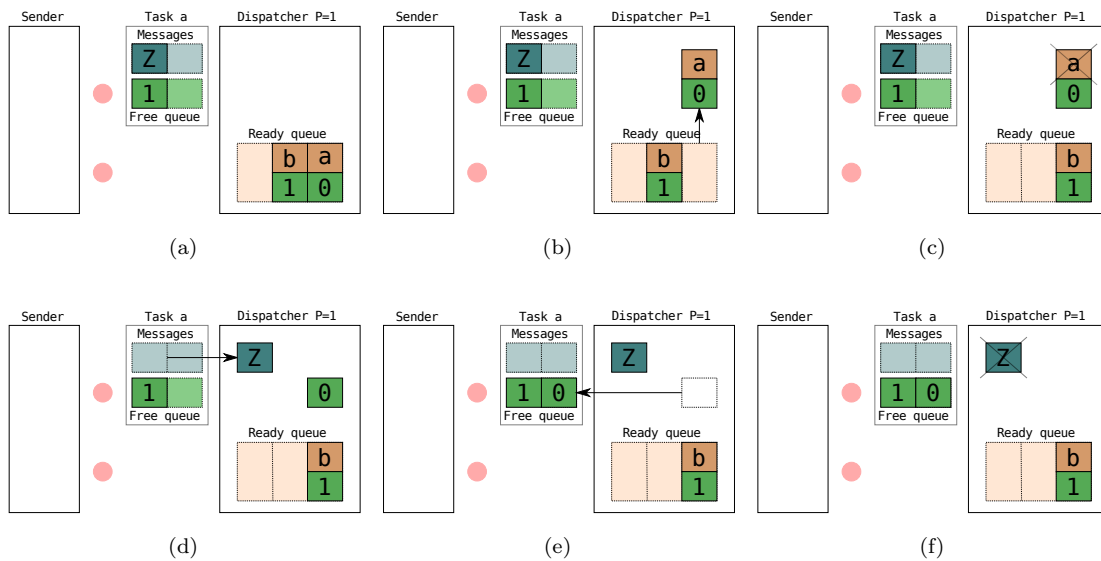 Sender Task a Dispatcher P=1 Sender Task a Dispatcher P=1 Sender Task a Dispatcher P=1
Messages Messages Messages
Z Z a Z a
1 1 0 1 0
Free queue Free queue Free queue
Ready queue Ready queue Ready queue
b a b b
1 0 1 1
(a) (b) (c)
Sender Task a Dispatcher P=1 Sender Task a Dispatcher P=1 Sender Task a Dispatcher P=1
Messages Messages Messages
Z Z Z
1 0 1 0 1 0
Free queue Free queue Free queue
Ready queue Ready queue Ready queue
b b b
1 1 1
(d) (e) (f)